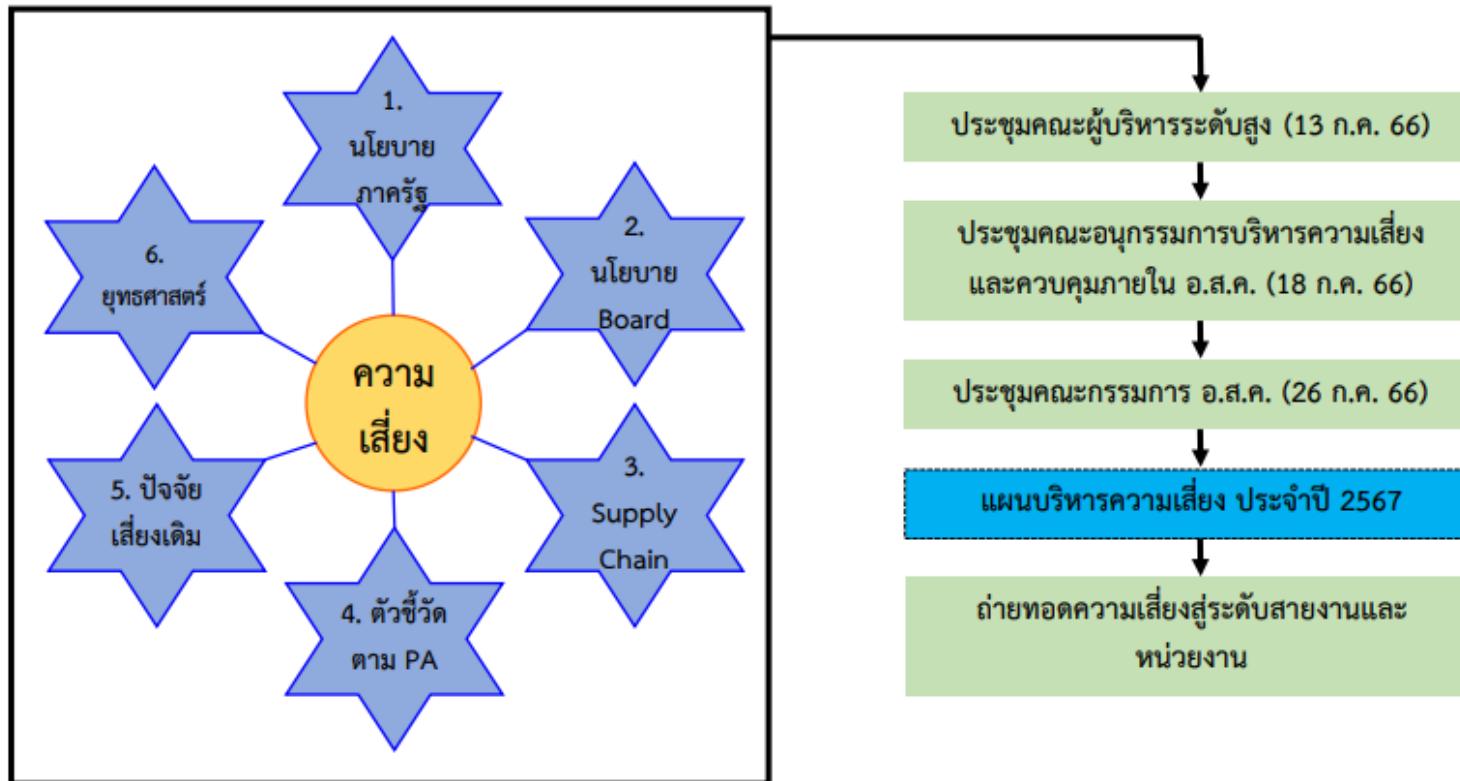 1.
นโยบาย
ภาครัฐ
2.
นโยบาย
Board
3.
Supply
Chain
4. ตัวชี้วัด
ตาม PA
5. ปัจจัย
เสี่ยงเดิม
6.
ยุทธศาสตร์
ความ
เสี่ยง
ประชุมคณะผู้บริหารระดับสูง (13 ก.ค. 66)
ประชุมคณะอนุกรรมการบริหารความเสี่ยง
และควบคุมภายใน อ.ส.ค. (18 ก.ค. 66)
ประชุมคณะกรรมการ อ.ส.ค. (26 ก.ค. 66)
แผนบริหารความเสี่ยง ประจำปี 2567
ถ่ายทอดความเสี่ยงสู่ระดับสายงานและ
หน่วยงาน